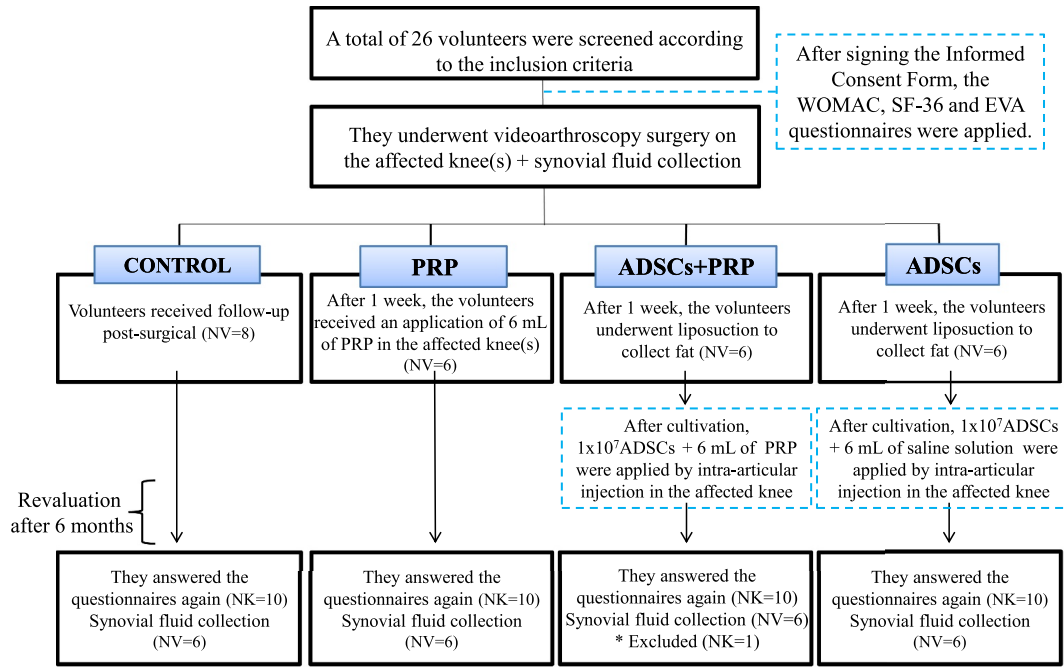 A total of 26 volunteers were screened according
to the inclusion criteria
After signing the Informed
Consent Form, the
WOMAC, SF-36 and EVA
questionnaires were applied.
They underwent videoarthroscopy surgery on
the affected knee(s) + synovial fluid collection
CONTROL
Volunteers received follow-up
post-surgical (NV=8)
PRP
After 1 week, the volunteers
received an application of 6 mL
of PRP in the affected knee(s)
(NV=6)
ADSCs+PRP
After 1 week, the volunteers
underwent liposuction to
collect fat (NV=6)
ADSCs
After 1 week, the volunteers
underwent liposuction to
collect fat (NV=6)
After cultivation,
1x10⁷ADSCs + 6 mL of PRP
were applied by intra-articular
injection in the affected knee
After cultivation, 1x10⁷ADSCs
+ 6 mL of saline solution were
applied by intra-articular
injection in the affected knee
Revaluation
after 6 months
They answered the
questionnaires again (NK=10)
Synovial fluid collection
(NV=6)
They answered the
questionnaires again (NK=10)
Synovial fluid collection
(NV=6)
They answered the
questionnaires again (NK=10)
Synovial fluid collection (NV=6)
* Excluded (NK=1)
They answered the
questionnaires again (NK=10)
Synovial fluid collection
(NV=6)